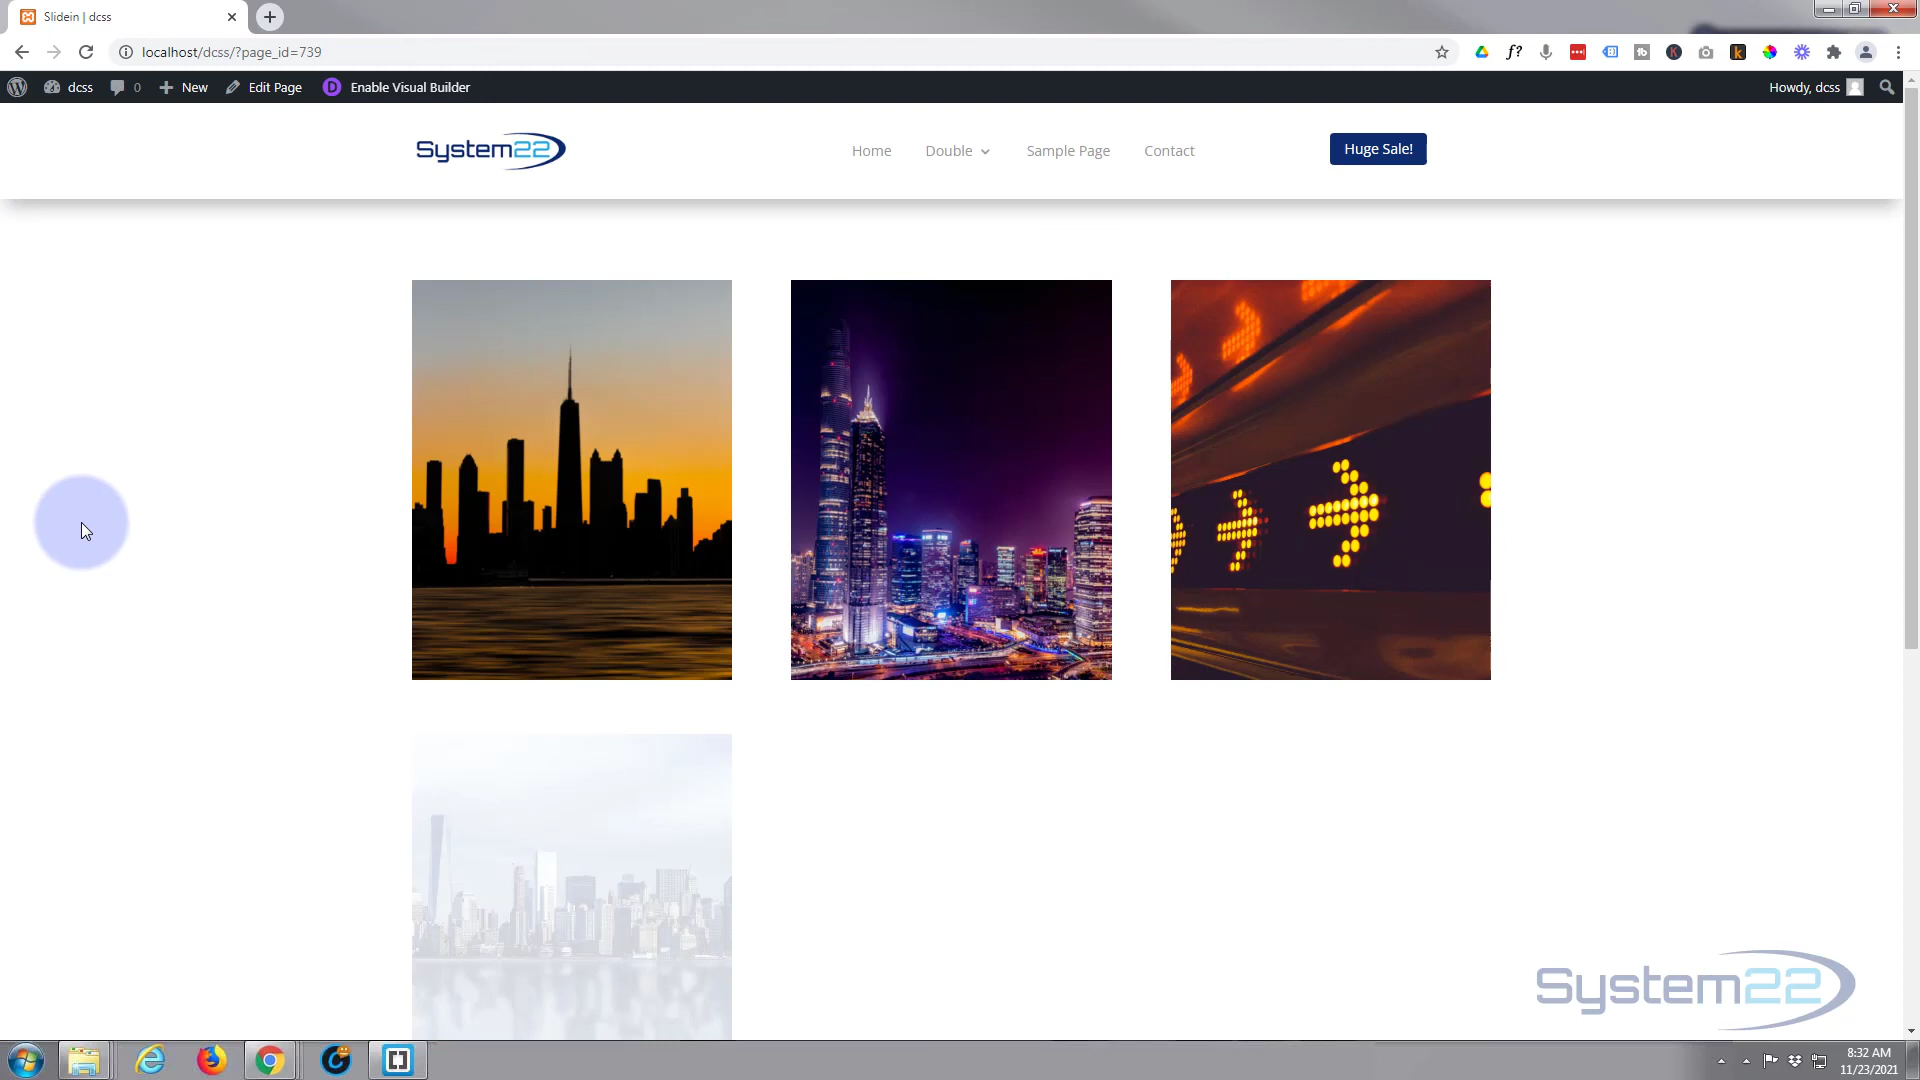 Slidein | dcss
localhost/dcss/?page_id=739
dcss
0
New
Edit Page
D
Enable Visual Builder
Howdy, dcss
System22
Home
Double
Sample Page
Contact
Huge Sale!
System22
8:32 AM
11/23/2021